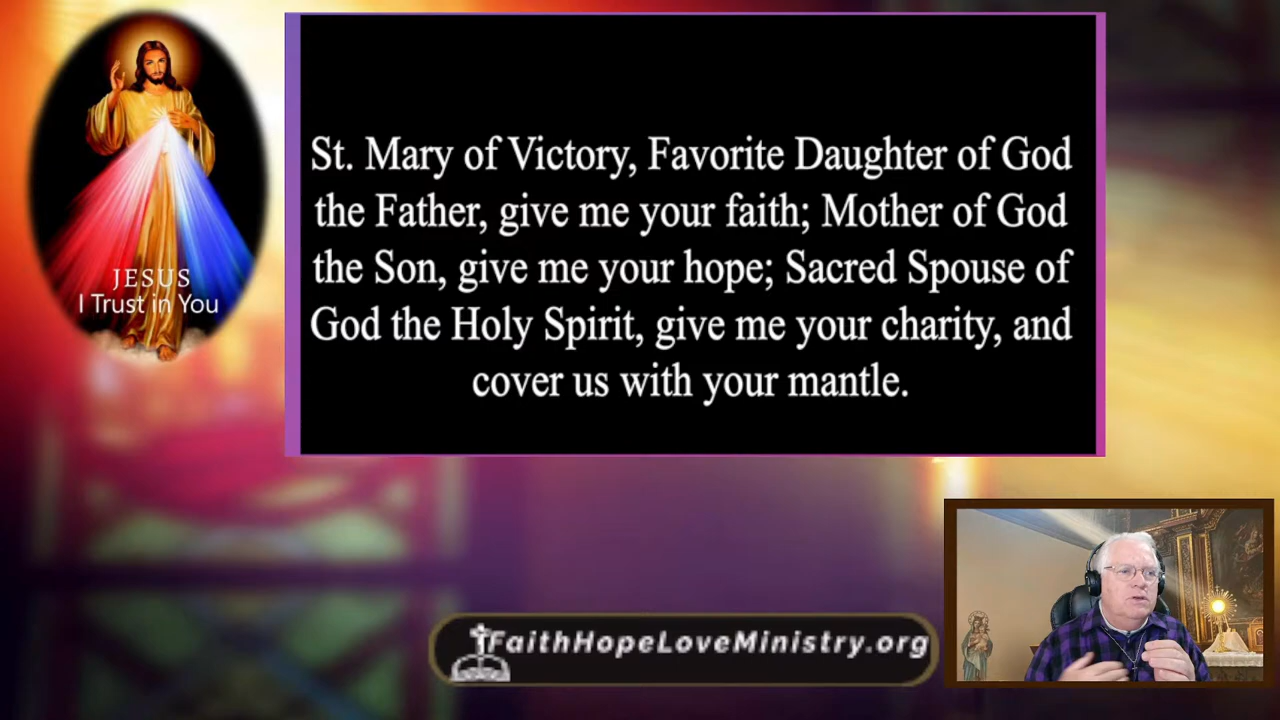 JESUS
I Trust in You
St. Mary of Victory, Favorite Daughter of God
the Father, give me your faith; Mother of God
the Son, give me your hope; Sacred Spouse of
God the Holy Spirit, give me your charity, and
cover us with your mantle.
FaithHopeLoveMinistry.org